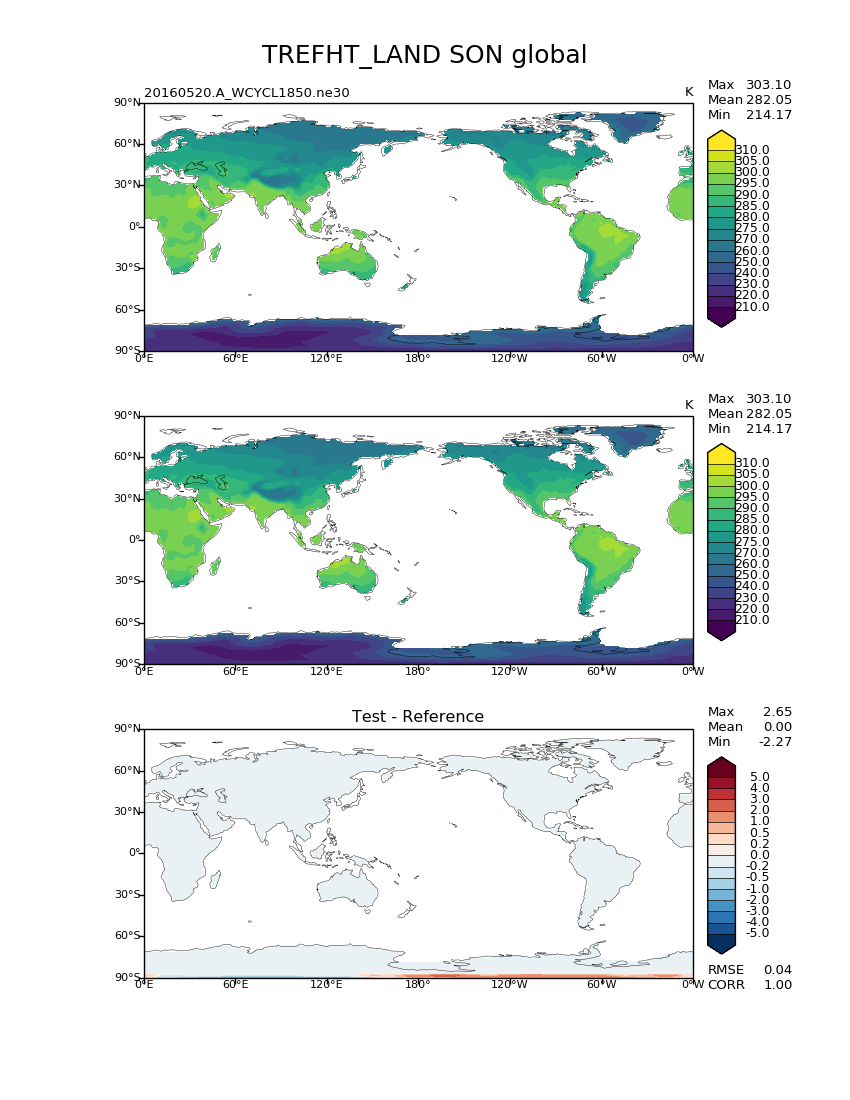 TREFHT_LAND SON global
20160520.A_WCYCL1850.ne30
K
Max 303.10
Mean 282.05
Min 214.17
90°N
60°N
30°N
0°
30°S
60°S
90°S
0°E 60°E 120°E 180° 120°W 60°W 0°W
310.0
305.0
300.0
295.0
290.0
285.0
280.0
275.0
270.0
260.0
250.0
240.0
230.0
220.0
210.0
K
Max 303.10
Mean 282.05
Min 214.17
90°N
60°N
30°N
0°
30°S
60°S
90°S
0°E 60°E 120°E 180° 120°W 60°W 0°W
310.0
305.0
300.0
295.0
290.0
285.0
280.0
275.0
270.0
260.0
250.0
240.0
230.0
220.0
210.0
Test - Reference
Max 2.65
Mean 0.00
Min -2.27
90°N
60°N
30°N
0°
30°S
60°S
90°S
0°E 60°E 120°E 180° 120°W 60°W 0°W
5.0
4.0
3.0
2.0
1.0
0.5
0.2
0.0
-0.2
-0.5
-1.0
-2.0
-3.0
-4.0
-5.0
RMSE 0.04
CORR 1.00